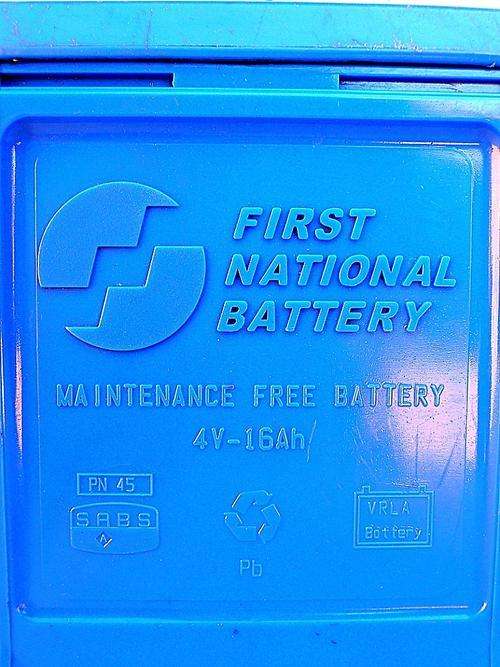 FIRST
NATIONAL
BATTERY
MAINTENANCE FREE BATTERY
4V-16Ah
PN 45
SABS
VRLA
Battery
Pb